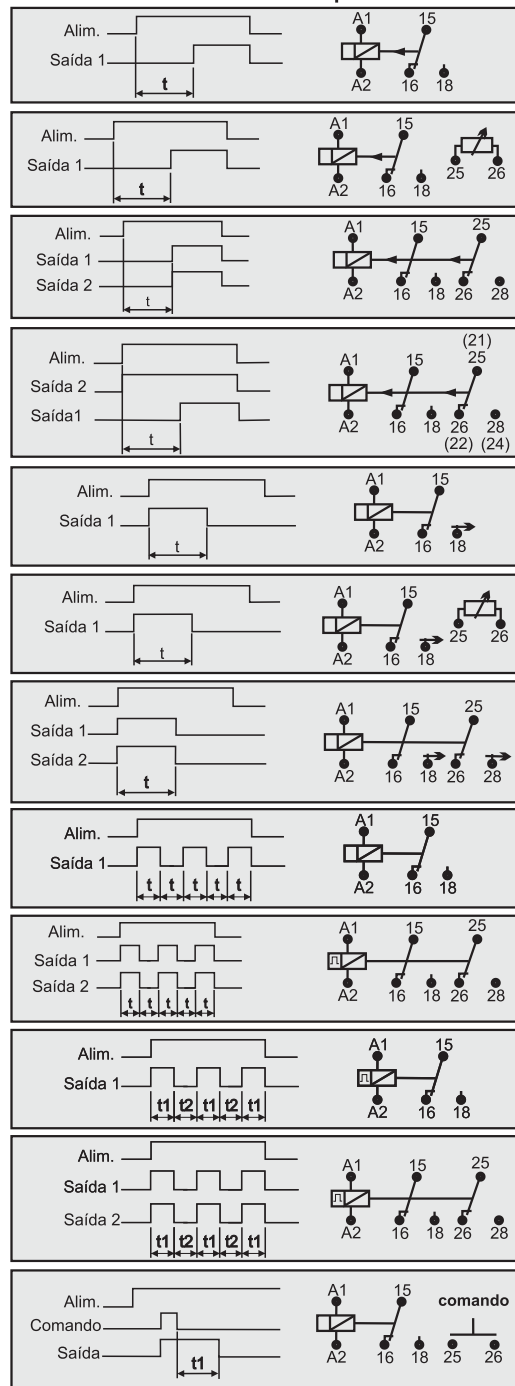 A1 15
Alim.
Saída 1
t
A2 16 18
A1 15
Alim.
Saída 1
t
A2 16 18 25 26
A1 15 25
Alim.
Saída 1
Saída 2
t
A2 16 18 26 28
(21)
A1 15 25
Alim.
Saída 2
Saída1
t
A2 16 18 26 28
(22) (24)
A1 15
Alim.
Saída 1
t
A2 16 18
A1 15
Alim.
Saída 1
t
A2 16 18 25 26
A1 15 25
Alim.
Saída 1
Saída 2
t
A2 16 18 26 28
A1 15
Alim.
Saída 1
t t t t t
A2 16 18
A1 15 25
Alim.
Saída 1
Saída 2
t t t t t
A2 16 18 26 28
A1 15
Alim.
Saída 1
t1 t2 t1 t2 t1
A2 16 18
A1 15 25
Alim.
Saída 1
Saída 2
t1 t2 t1 t2 t1
A2 16 18 26 28
A1 15 comando
Alim.
Comando
Saída
t1
A2 16 18 25 26